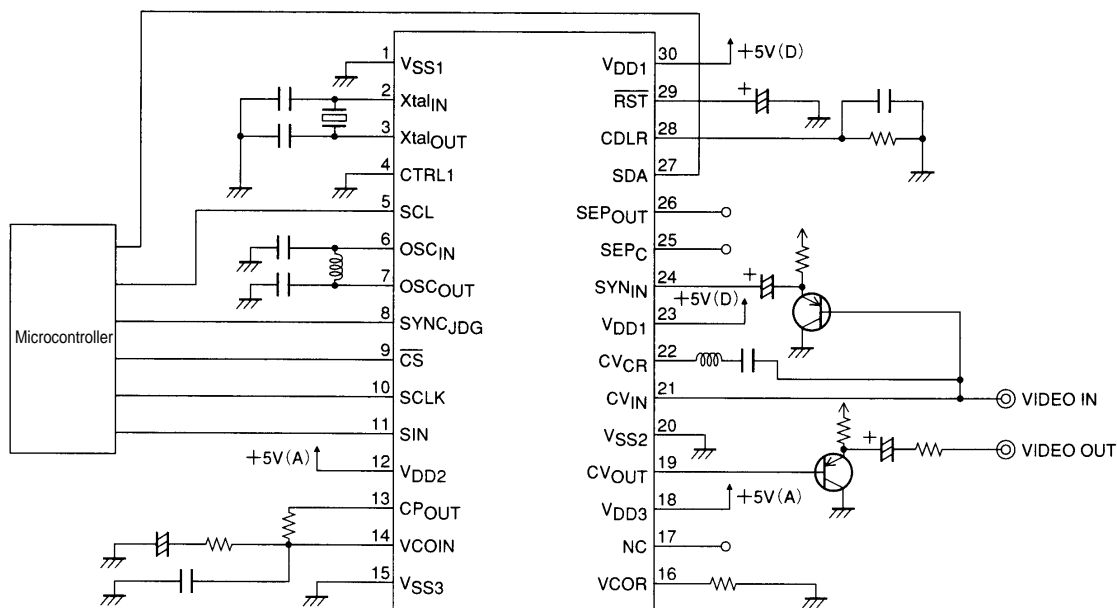 1 VSS1
2 XtalIN
3 XtalOUT
4 CTRL1
5 SCL
6 OSCIN
7 OSCOUT
8 SYNCJDG
9 CS
10 SCLK
11 SIN
+5V(A)
12 VDD2
13 CPOUT
14 VCOIN
15 VSS3
Microcontroller
VDD1 30 +5V(D)
RST 29 +
CDLR 28
SDA 27
SEPOUT 26
SEPC 25
SYNIN 24 +
+5V(D)
VDD1 23
CVCR 22
CVIN 21 VIDEO IN
VSS2 20
+ VIDEO OUT
CVOUT 19
+5V(A)
VDD3 18
NC 17
VCOR 16